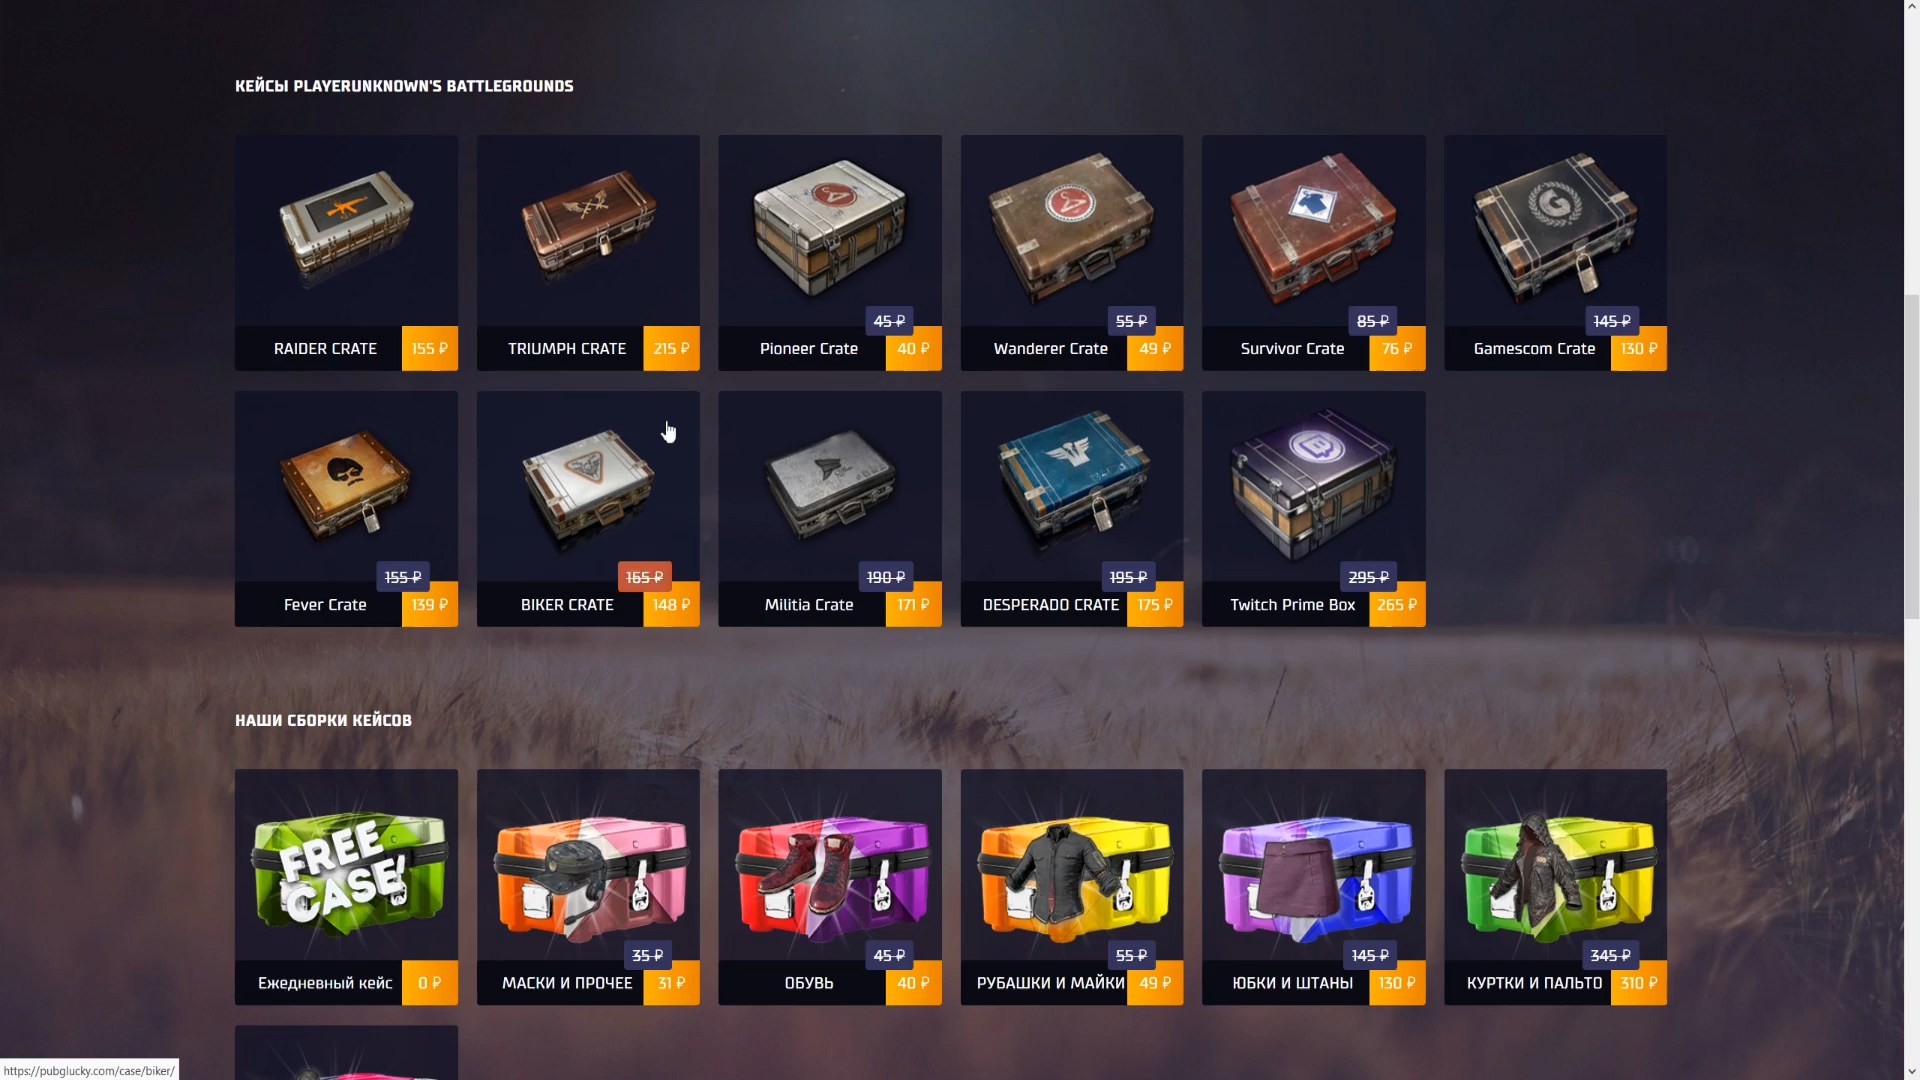 КЕЙСЫ PLAYERUNKNOWN'S BATTLEGROUNDS
RAIDER CRATE 155 ₽
TRIUMPH CRATE 215 ₽
45 ₽
Pioneer Crate 40 ₽
55 ₽
Wanderer Crate 49 ₽
85 ₽
Survivor Crate 76 ₽
G
145 ₽
Gamescom Crate 130 ₽
155 ₽
Fever Crate 139 ₽
165 ₽
BIKER CRATE 148 ₽
190 ₽
Militia Crate 171 ₽
195 ₽
DESPERADO CRATE 175 ₽
295 ₽
Twitch Prime Box 265 ₽
НАШИ СБОРКИ КЕЙСОВ
FREE
CASE!
Ежедневный кейс 0 ₽
35 ₽
МАСКИ И ПРОЧЕЕ 31 ₽
45 ₽
ОБУВЬ 40 ₽
55 ₽
РУБАШКИ И МАЙКИ 49 ₽
145 ₽
ЮБКИ И ШТАНЫ 130 ₽
345 ₽
КУРТКИ И ПАЛЬТО 310 ₽
https://pubglucky.com/case/biker/